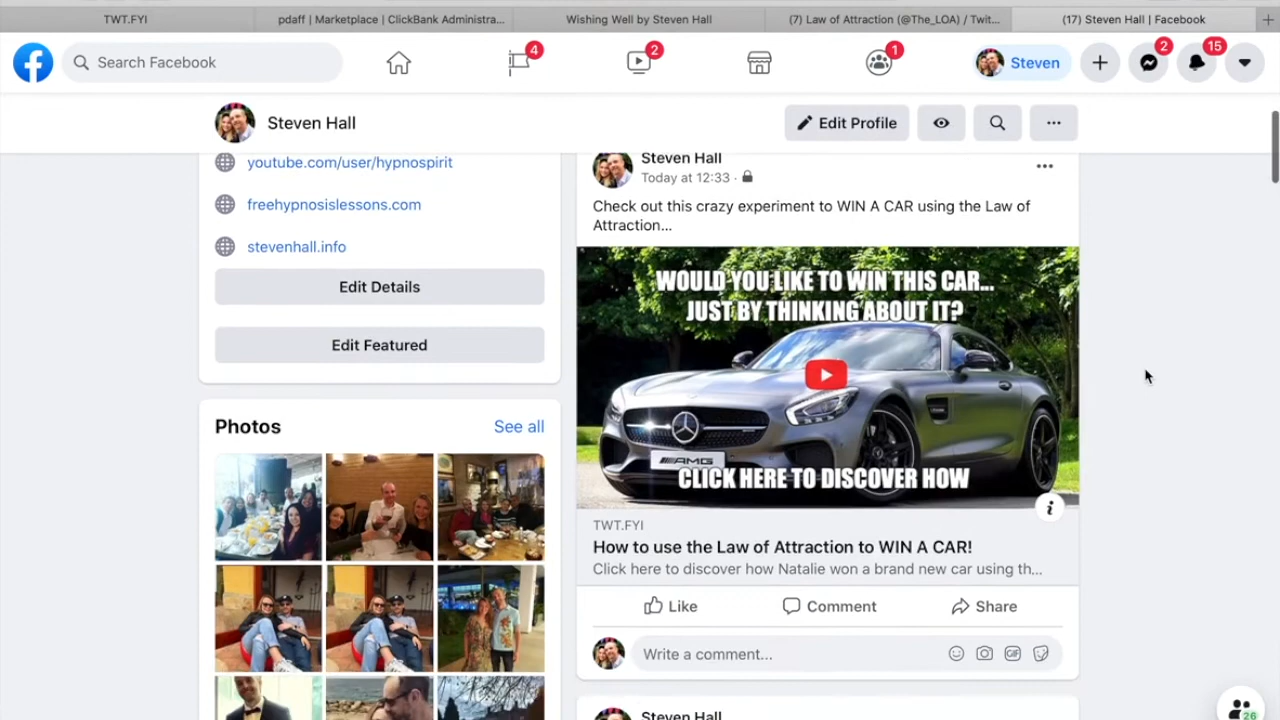 TWT.FYI
pdaff | Marketplace | ClickBank Administra...
Wishing Well by Steven Hall
(7) Law of Attraction (@The_LOA) / Twit...
(17) Steven Hall | Facebook
Search Facebook
4
2
1
Steven
2
15
Steven Hall
Edit Profile
youtube.com/user/hypnospirit
freehypnosislessons.com
stevenhall.info
Edit Details
Edit Featured
Photos
See all
Steven Hall
Today at 12:33 ·
Check out this crazy experiment to WIN A CAR using the Law of
Attraction...
WOULD YOU LIKE TO WIN THIS CAR...
JUST BY THINKING ABOUT IT?
AMG
CLICK HERE TO DISCOVER HOW
TWT.FYI
How to use the Law of Attraction to WIN A CAR!
Click here to discover how Natalie won a brand new car using th...
Like
Comment
Share
Write a comment...
GIF
Steven Hall
26